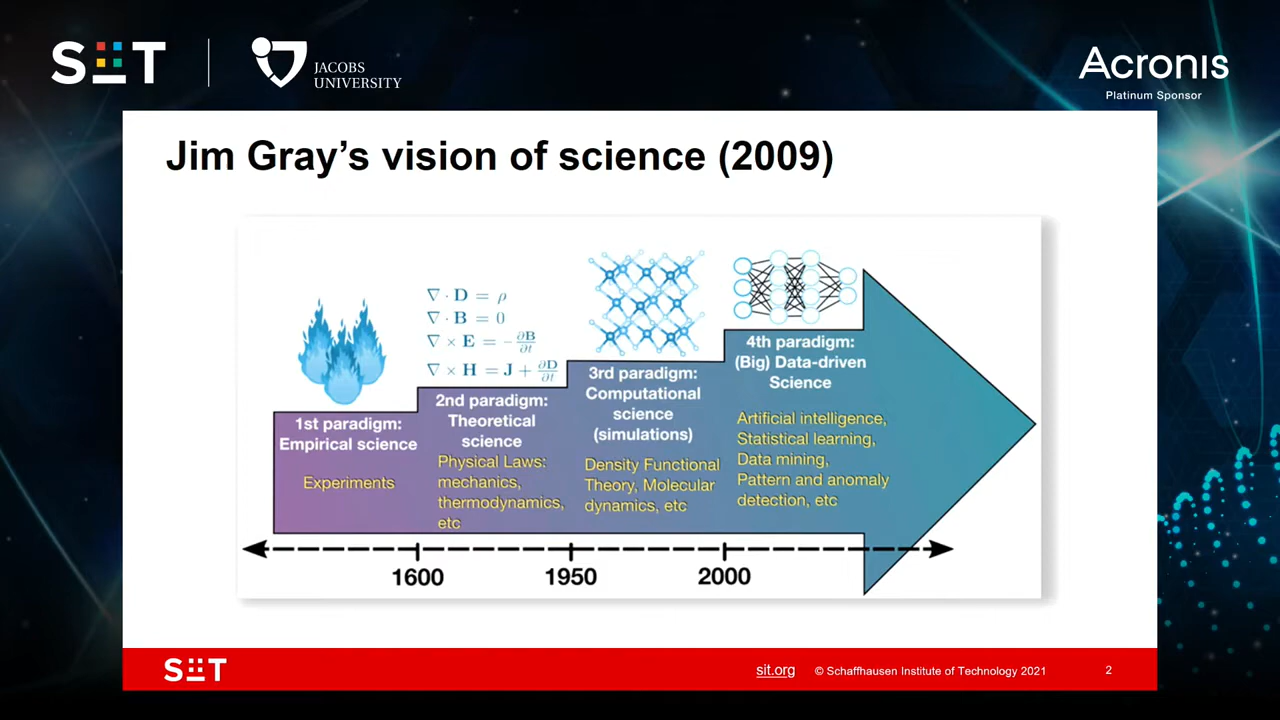 SIT
JACOBS
UNIVERSITY
Acronis
Platinum Sponsor
Jim Gray's vision of science (2009)
∇ · D = ρ
∇ · B = 0
∇ × E = −∂B/∂t
∇ × H = J + ∂D/∂t
1st paradigm:
Empirical science
Experiments
2nd paradigm:
Theoretical
science
Physical Laws:
mechanics,
thermodynamics,
etc
3rd paradigm:
Computational
science
(simulations)
Density Functional
Theory, Molecular
dynamics, etc
4th paradigm:
(Big) Data-driven
Science
Artificial intelligence,
Statistical learning,
Data mining,
Pattern and anomaly
detection, etc
1600
1950
2000
SIT
sit.org
© Schaffhausen Institute of Technology 2021
2